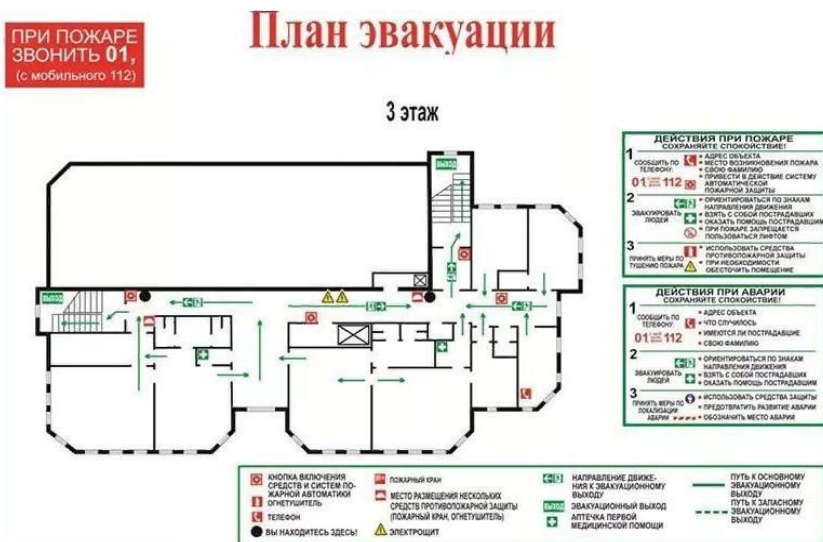 ПРИ ПОЖАРЕ
ЗВОНИТЬ 01,
(с мобильного 112)
План эвакуации
3 этаж
ВЫХОД
ВЫХОД
ДЕЙСТВИЯ ПРИ ПОЖАРЕ
СОХРАНЯЙТЕ СПОКОЙСТВИЕ!
1
СООБЩИТЬ ПО
ТЕЛЕФОНУ:
01 112
• АДРЕС ОБЪЕКТА
• МЕСТО ВОЗНИКНОВЕНИЯ ПОЖАРА
• СВОЮ ФАМИЛИЮ
• ПРИВЕСТИ В ДЕЙСТВИЕ СИСТЕМУ
АВТОМАТИЧЕСКОЙ
ПОЖАРНОЙ ЗАЩИТЫ
2
ЭВАКУИРОВАТЬ
ЛЮДЕЙ
• ОРИЕНТИРОВАТЬСЯ ПО ЗНАКАМ
НАПРАВЛЕНИЯ ДВИЖЕНИЯ
• ВЗЯТЬ С СОБОЙ ПОСТРАДАВШИХ
• ОКАЗАТЬ ПОМОЩЬ ПОСТРАДАВШИМ
• ПРИ ПОЖАРЕ ЗАПРЕЩАЕТСЯ
ПОЛЬЗОВАТЬСЯ ЛИФТОМ
3
ПРИНЯТЬ МЕРЫ ПО
ТУШЕНИЮ ПОЖАРА
• ИСПОЛЬЗОВАТЬ СРЕДСТВА
ПРОТИВОПОЖАРНОЙ ЗАЩИТЫ
• ПРИ НЕОБХОДИМОСТИ
ОБЕСТОЧИТЬ ПОМЕЩЕНИЕ
ДЕЙСТВИЯ ПРИ АВАРИИ
СОХРАНЯЙТЕ СПОКОЙСТВИЕ!
1
СООБЩИТЬ ПО
ТЕЛЕФОНУ:
01 112
• АДРЕС ОБЪЕКТА
• ЧТО СЛУЧИЛОСЬ
• ИМЕЮТСЯ ЛИ ПОСТРАДАВШИЕ
• СВОЮ ФАМИЛИЮ
2
ЭВАКУИРОВАТЬ
ЛЮДЕЙ
• ОРИЕНТИРОВАТЬСЯ ПО ЗНАКАМ
НАПРАВЛЕНИЯ ДВИЖЕНИЯ
• ВЗЯТЬ С СОБОЙ ПОСТРАДАВШИХ
• ОКАЗАТЬ ПОМОЩЬ ПОСТРАДАВШИМ
3
ПРИНЯТЬ МЕРЫ ПО
ЛОКАЛИЗАЦИИ
АВАРИИ
• ИСПОЛЬЗОВАТЬ СРЕДСТВА ЗАЩИТЫ
• ПРЕДОТВРАТИТЬ РАЗВИТИЕ АВАРИИ
• ОБОЗНАЧИТЬ МЕСТО АВАРИИ
КНОПКА ВКЛЮЧЕНИЯ
СРЕДСТВ И СИСТЕМ ПО-
ЖАРНОЙ АВТОМАТИКИ
ОГНЕТУШИТЕЛЬ
ТЕЛЕФОН
ВЫ НАХОДИТЕСЬ ЗДЕСЬ!
ПОЖАРНЫЙ КРАН
МЕСТО РАЗМЕЩЕНИЯ НЕСКОЛЬКИХ
СРЕДСТВ ПРОТИВОПОЖАРНОЙ ЗАЩИТЫ
(ПОЖАРНЫЙ КРАН, ОГНЕТУШИТЕЛЬ)
ЭЛЕКТРОЩИТ
НАПРАВЛЕНИЕ ДВИЖЕ-
НИЯ К ЭВАКУАЦИОННОМУ
ВЫХОДУ
ВЫХОД
ЭВАКУАЦИОННЫЙ ВЫХОД
АПТЕЧКА ПЕРВОЙ
МЕДИЦИНСКОЙ ПОМОЩИ
ПУТЬ К ОСНОВНОМУ
ЭВАКУАЦИОННОМУ
ВЫХОДУ
ПУТЬ К ЗАПАСНОМУ
ЭВАКУАЦИОННОМУ
ВЫХОДУ